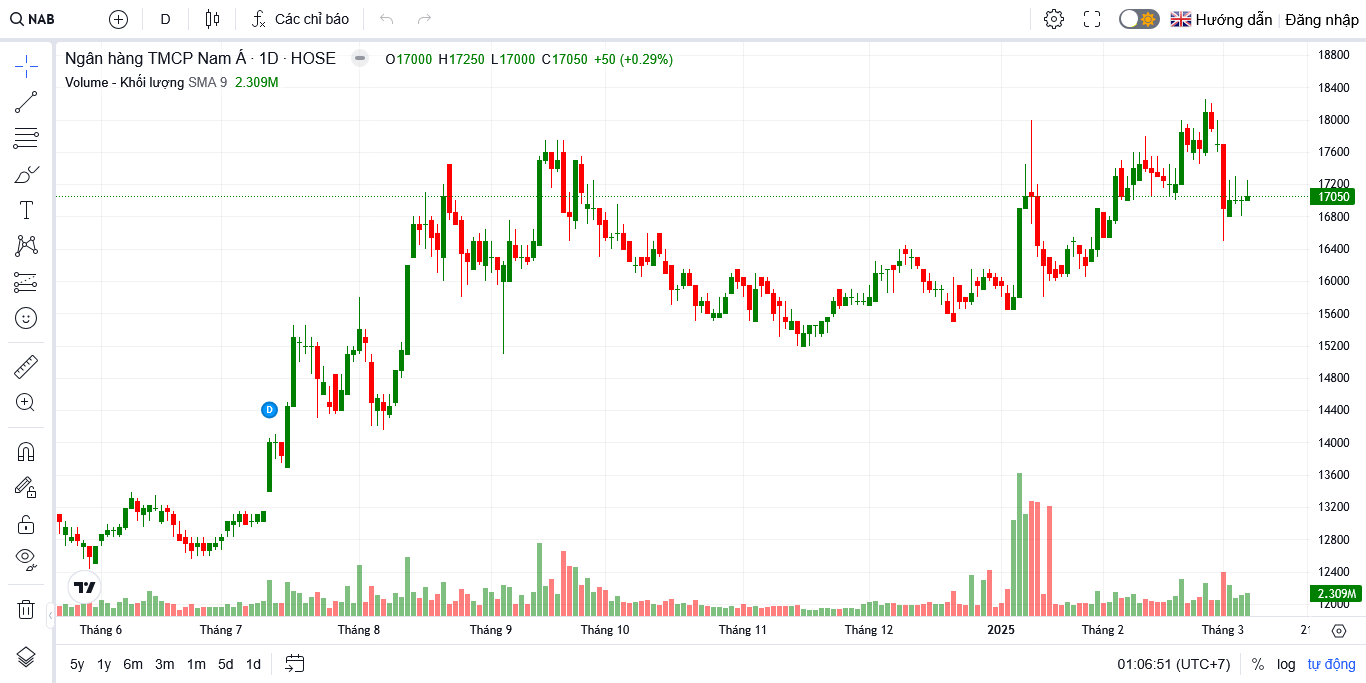 NAB D Các chỉ báo Hướng dẫn Đăng nhập
Ngân hàng TMCP Nam Á · 1D · HOSE O17000 H17250 L17000 C17050 +50 (+0.29%)
Volume - Khối lượng SMA 9 2.309M
18800
18400
18000
17600
17200
17050
16800
16400
16000
15600
15200
14800
14400
D
14000
13600
13200
12800
12400
2.309M
12000
Tháng 6 Tháng 7 Tháng 8 Tháng 9 Tháng 10 Tháng 11 Tháng 12 2025 Tháng 2 Tháng 3 21
5y 1y 6m 3m 1m 5d 1d 01:06:51 (UTC+7) % log tự động